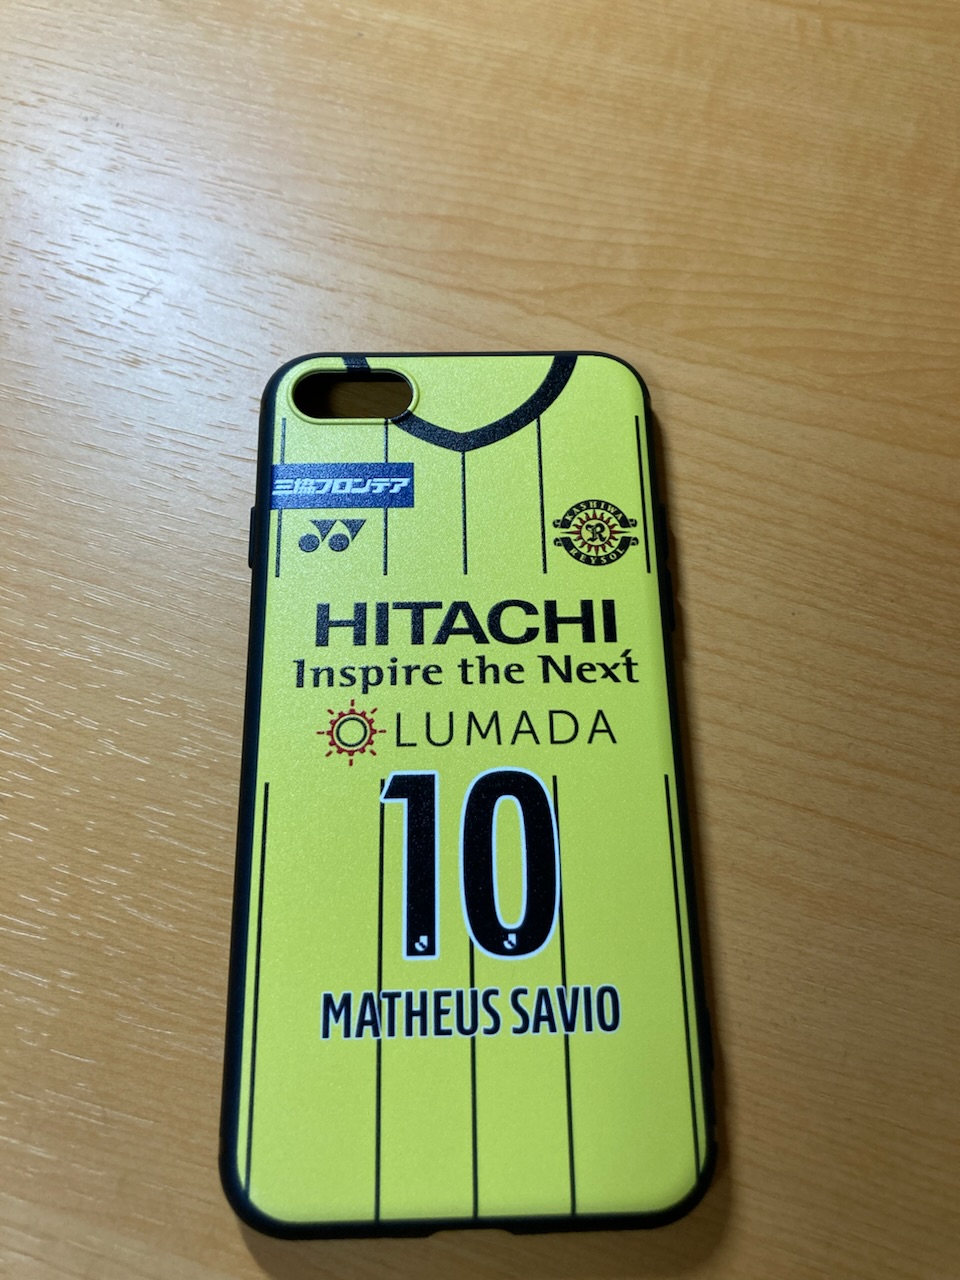 三協フロンテア
KASHIWA
R
REYSOL
HITACHI
Inspire the Next
LUMADA
10
MATHEUS SAVIO